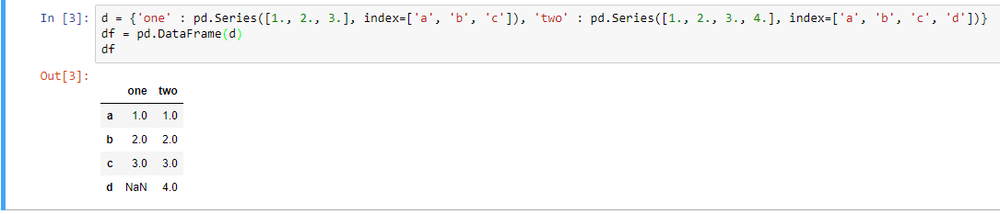 In [3]: d = {'one' : pd.Series([1., 2., 3.], index=['a', 'b', 'c']), 'two' : pd.Series([1., 2., 3., 4.], index=['a', 'b', 'c', 'd'])}
df = pd.DataFrame(d)
df
Out[3]:
one two
a 1.0 1.0
b 2.0 2.0
c 3.0 3.0
d NaN 4.0